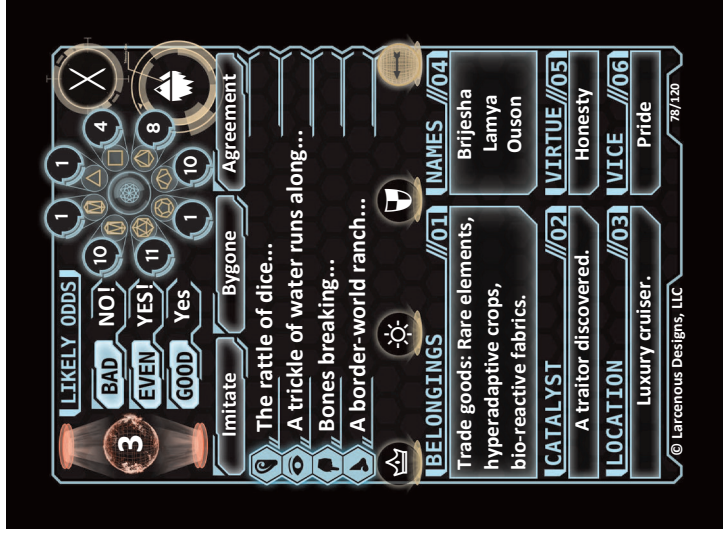 LIKELY ODDS
BAD NO!
EVEN YES!
GOOD Yes
3
1 1
10 4
11 8
1 10
Imitate Bygone Agreement
The rattle of dice...
A trickle of water runs along...
Bones breaking...
A border-world ranch...
BELONGINGS //01
Trade goods: Rare elements,
hyperadaptive crops,
bio-reactive fabrics.
NAMES //04
Brijesha
Lamya
Ouson
CATALYST //02
A traitor discovered.
VIRTUE //05
Honesty
LOCATION //03
Luxury cruiser.
VICE //06
Pride
© Larcenous Designs, LLC
78/120